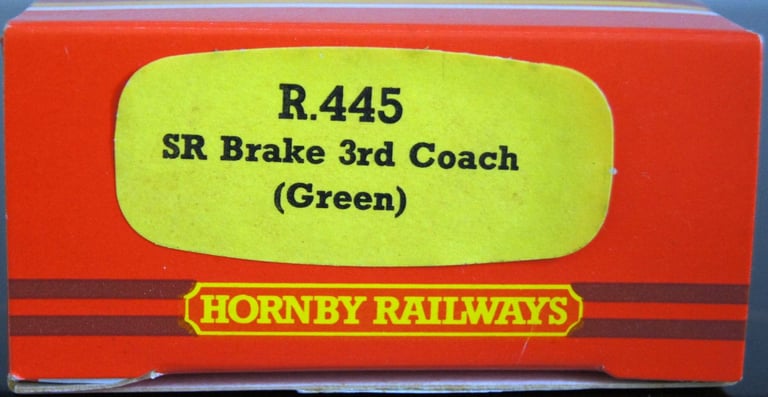 R.445
SR Brake 3rd Coach
(Green)
HORNBY RAILWAYS